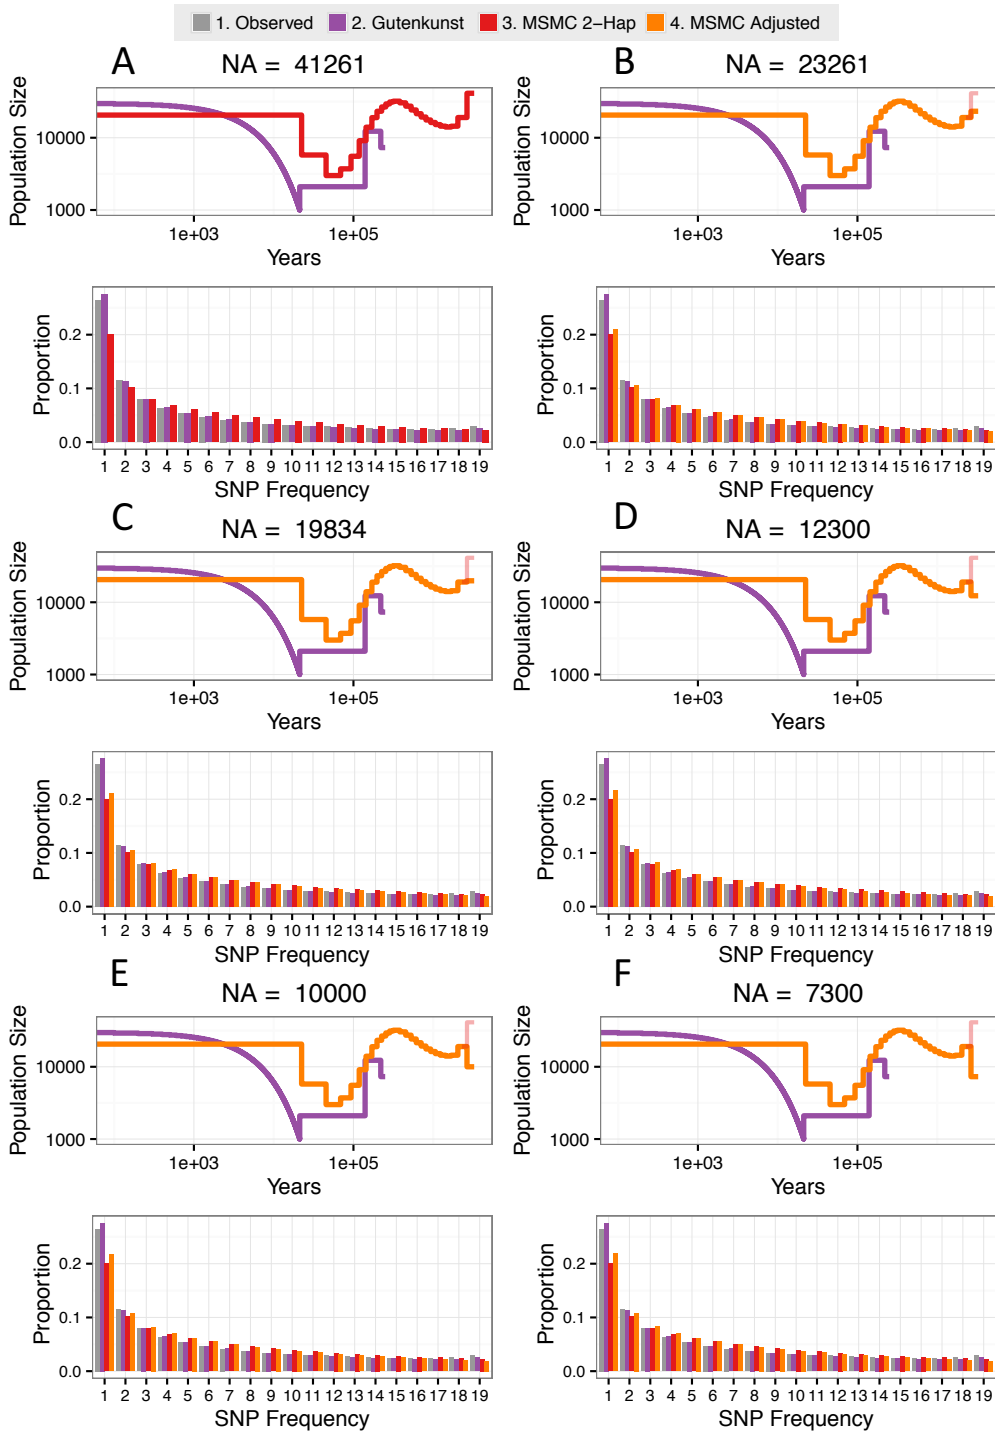 1. Observed 2. Gutenkunst 3. MSMC 2−Hap 4. MSMC Adjusted
A NA = 41261
Population Size
10000
1000
1e+03 1e+05
Years
Proportion
0.2
0.1
0.0
1 2 3 4 5 6 7 8 9 10 11 12 13 14 15 16 17 18 19
SNP Frequency
B NA = 23261
Population Size
10000
1000
1e+03 1e+05
Years
Proportion
0.2
0.1
0.0
1 2 3 4 5 6 7 8 9 10 11 12 13 14 15 16 17 18 19
SNP Frequency
C NA = 19834
Population Size
10000
1000
1e+03 1e+05
Years
Proportion
0.2
0.1
0.0
1 2 3 4 5 6 7 8 9 10 11 12 13 14 15 16 17 18 19
SNP Frequency
D NA = 12300
Population Size
10000
1000
1e+03 1e+05
Years
Proportion
0.2
0.1
0.0
1 2 3 4 5 6 7 8 9 10 11 12 13 14 15 16 17 18 19
SNP Frequency
E NA = 10000
Population Size
10000
1000
1e+03 1e+05
Years
Proportion
0.2
0.1
0.0
1 2 3 4 5 6 7 8 9 10 11 12 13 14 15 16 17 18 19
SNP Frequency
F NA = 7300
Population Size
10000
1000
1e+03 1e+05
Years
Proportion
0.2
0.1
0.0
1 2 3 4 5 6 7 8 9 10 11 12 13 14 15 16 17 18 19
SNP Frequency